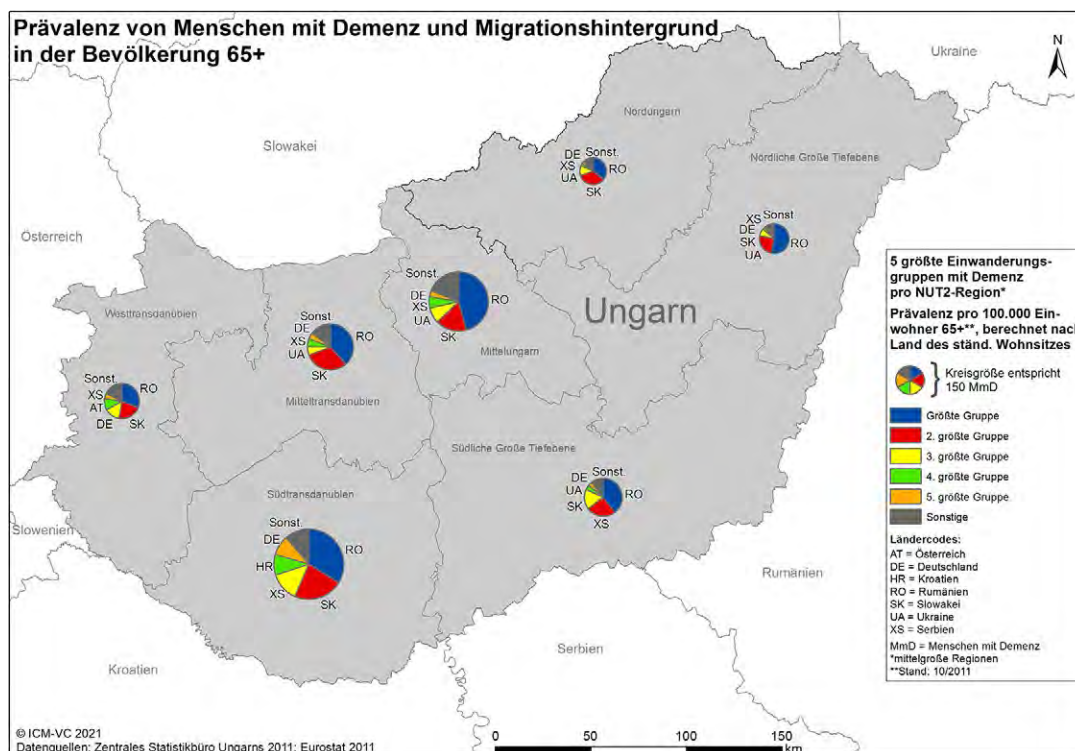 Prävalenz von Menschen mit Demenz und Migrationshintergrund
in der Bevölkerung 65+
Ukraine
N
Nordungarn
Slowakei
DE Sonst.
XS RO
UA
SK
Nördliche Große Tiefebene
XS Sonst
DE RO
SK
UA
Österreich
Sonst.
DE RO
XS
UA
SK
Mittelungarn
Ungarn
Westtransdanubien
Sonst.
DE RO
XS
UA
SK
Mitteltransdanubien
Sonst.
XS RO
AT
DE SK
Südliche Große Tiefebene
DE Sonst.
UA RO
SK
XS
Südtransdanubien
Sonst.
DE RO
HR
XS SK
Slowenien
Kroatien
Serbien
Rumänien
5 größte Einwanderungs-
gruppen mit Demenz
pro NUT2-Region*
Prävalenz pro 100.000 Ein-
wohner 65+**, berechnet nach
Land des ständ. Wohnsitzes
Kreisgröße entspricht
150 MmD
Größte Gruppe
2. größte Gruppe
3. größte Gruppe
4. größte Gruppe
5. größte Gruppe
Sonstige
Ländercodes:
AT = Österreich
DE = Deutschland
HR = Kroatien
RO = Rumänien
SK = Slowakei
UA = Ukraine
XS = Serbien
MmD = Menschen mit Demenz
*mittelgroße Regionen
**Stand: 10/2011
© ICM-VC 2021
Datenquellen: Zentrales Statistikbüro Ungarns 2011; Eurostat 2011
0 50 100 150
km